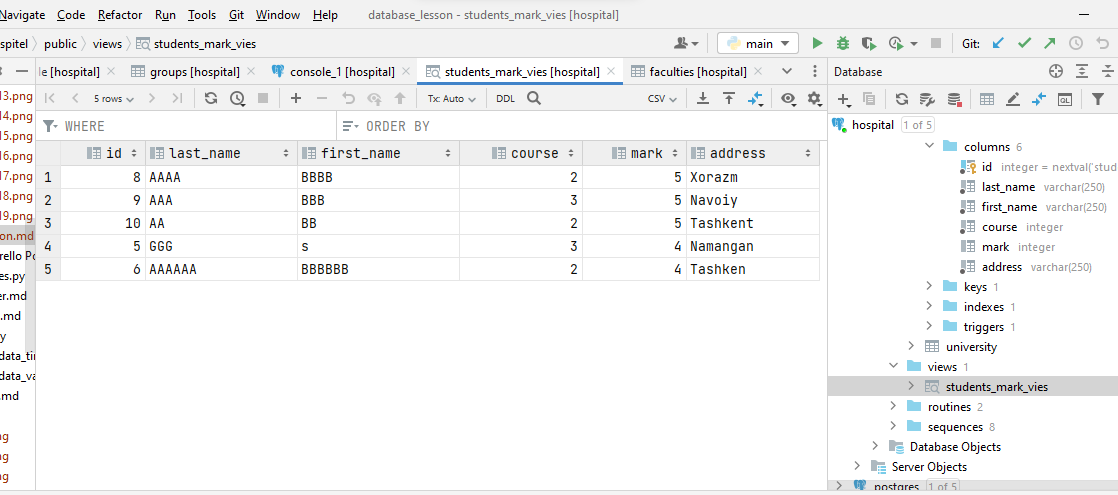 Navigate Code Refactor Run Tools Git Window Help database_lesson - students_mark_vies [hospital]
spitel public views students_mark_vies main Git:
le [hospital] groups [hospital] console_1 [hospital] students_mark_vies [hospital] faculties [hospital] Database
5 rows Tx: Auto DDL CSV
WHERE ORDER BY
hospital 1 of 5
id last_name first_name course mark address
1 8 AAAA BBBB 2 5 Xorazm
2 9 AAA BBB 3 5 Navoiy
3 10 AA BB 2 5 Tashkent
4 5 GGG s 3 4 Namangan
5 6 AAAAAA BBBBBB 2 4 Tashken
13.png
14.png
15.png
16.png
17.png
18.png
19.png
on.md
rello Po
es.py
er.md
.md
y
data_tir
data_va
.md
ng
ng
ng
columns 6
id integer = nextval('stud
last_name varchar(250)
first_name varchar(250)
course integer
mark integer
address varchar(250)
keys 1
indexes 1
triggers 1
university
views 1
students_mark_vies
routines 2
sequences 8
Database Objects
Server Objects
postgres 1 of 5